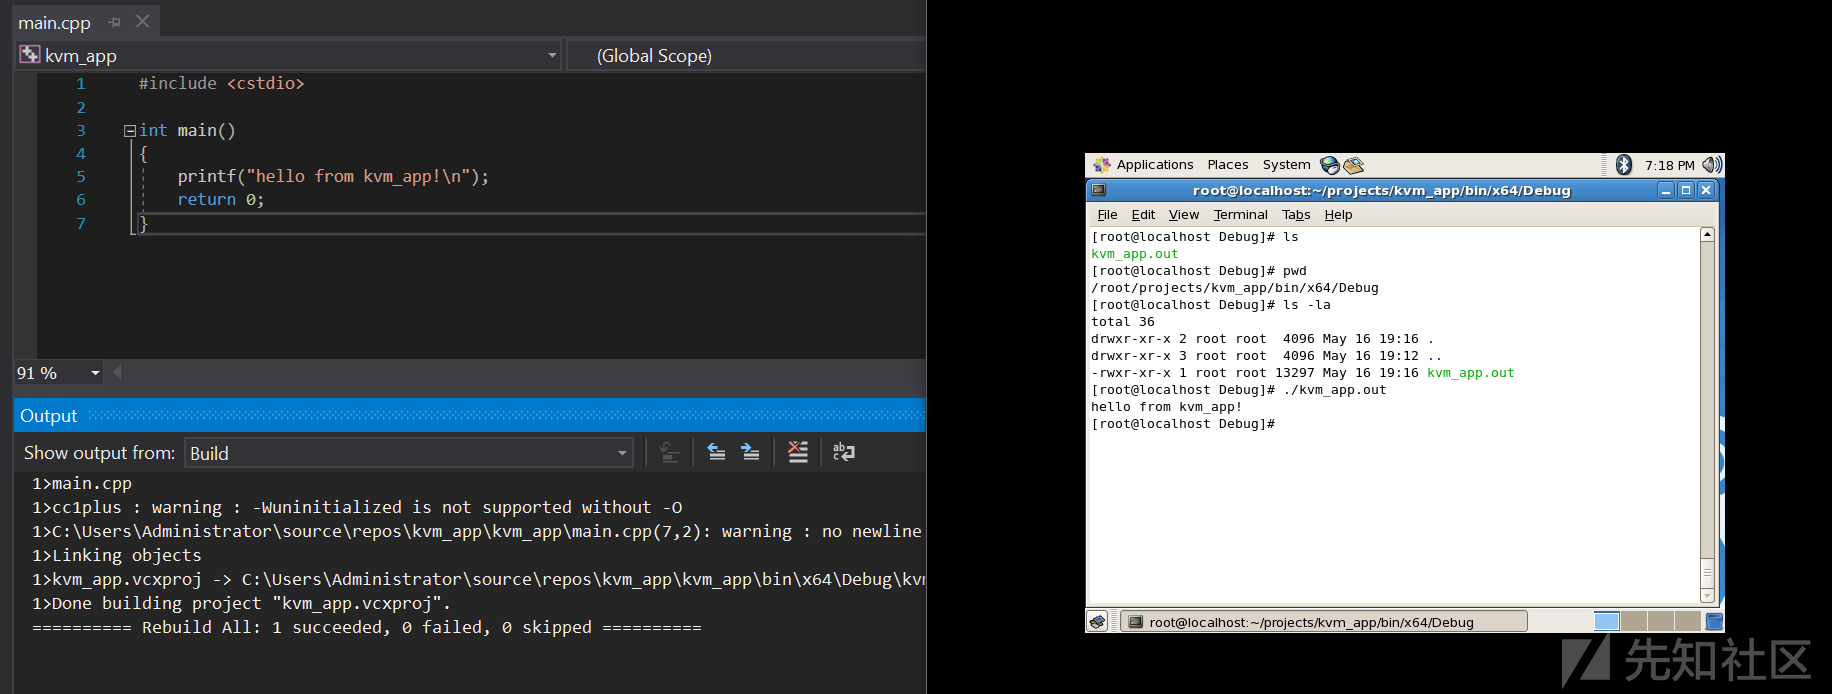 main.cpp
kvm_app
(Global Scope)
1 #include <cstdio>
2
3 int main()
4 {
5 printf("hello from kvm_app!\n");
6 return 0;
7 }
91 %
Output
Show output from: Build
1>main.cpp
1>cc1plus : warning : -Wuninitialized is not supported without -O
1>C:\Users\Administrator\source\repos\kvm_app\kvm_app\main.cpp(7,2): warning : no newline
1>Linking objects
1>kvm_app.vcxproj -> C:\Users\Administrator\source\repos\kvm_app\kvm_app\bin\x64\Debug\kvm
1>Done building project "kvm_app.vcxproj".
========== Rebuild All: 1 succeeded, 0 failed, 0 skipped ==========
Applications Places System 7:18 PM
root@localhost:~/projects/kvm_app/bin/x64/Debug
File Edit View Terminal Tabs Help
[root@localhost Debug]# ls
kvm_app.out
[root@localhost Debug]# pwd
/root/projects/kvm_app/bin/x64/Debug
[root@localhost Debug]# ls -la
total 36
drwxr-xr-x 2 root root 4096 May 16 19:16 .
drwxr-xr-x 3 root root 4096 May 16 19:12 ..
-rwxr-xr-x 1 root root 13297 May 16 19:16 kvm_app.out
[root@localhost Debug]# ./kvm_app.out
hello from kvm_app!
[root@localhost Debug]#
root@localhost:~/projects/kvm_app/bin/x64/Debug
先知社区